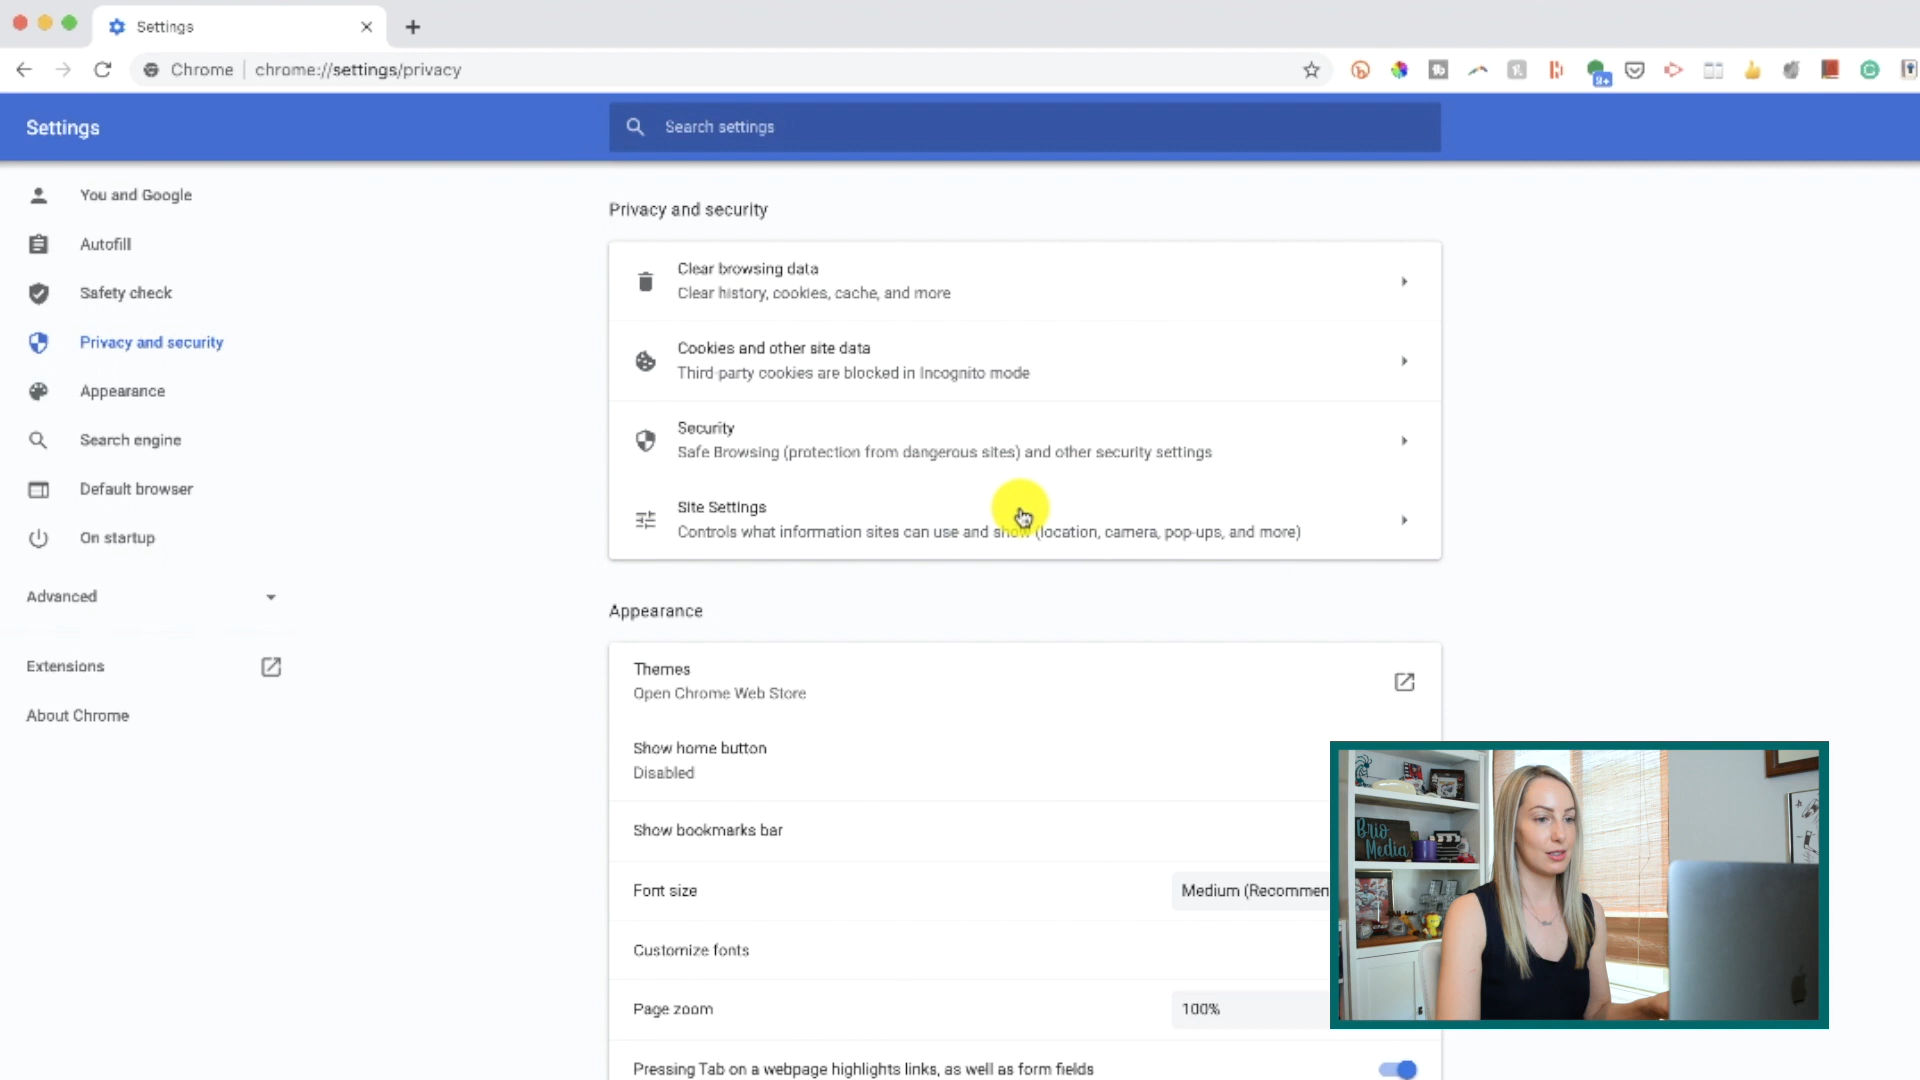 Settings
Chrome
chrome://settings/privacy
2+
Settings
Search settings
You and Google
Autofill
Safety check
Privacy and security
Appearance
Search engine
Default browser
On startup
Advanced
Extensions
About Chrome
Privacy and security
Clear browsing data
Clear history, cookies, cache, and more
Cookies and other site data
Third-party cookies are blocked in Incognito mode
Security
Safe Browsing (protection from dangerous sites) and other security settings
Site Settings
Controls what information sites can use and show (location, camera, pop-ups, and more)
Appearance
Themes
Open Chrome Web Store
Show home button
Disabled
Show bookmarks bar
Font size
Medium (Recommen
Customize fonts
Page zoom
100%
Pressing Tab on a webpage highlights links, as well as form fields
Brio
Media